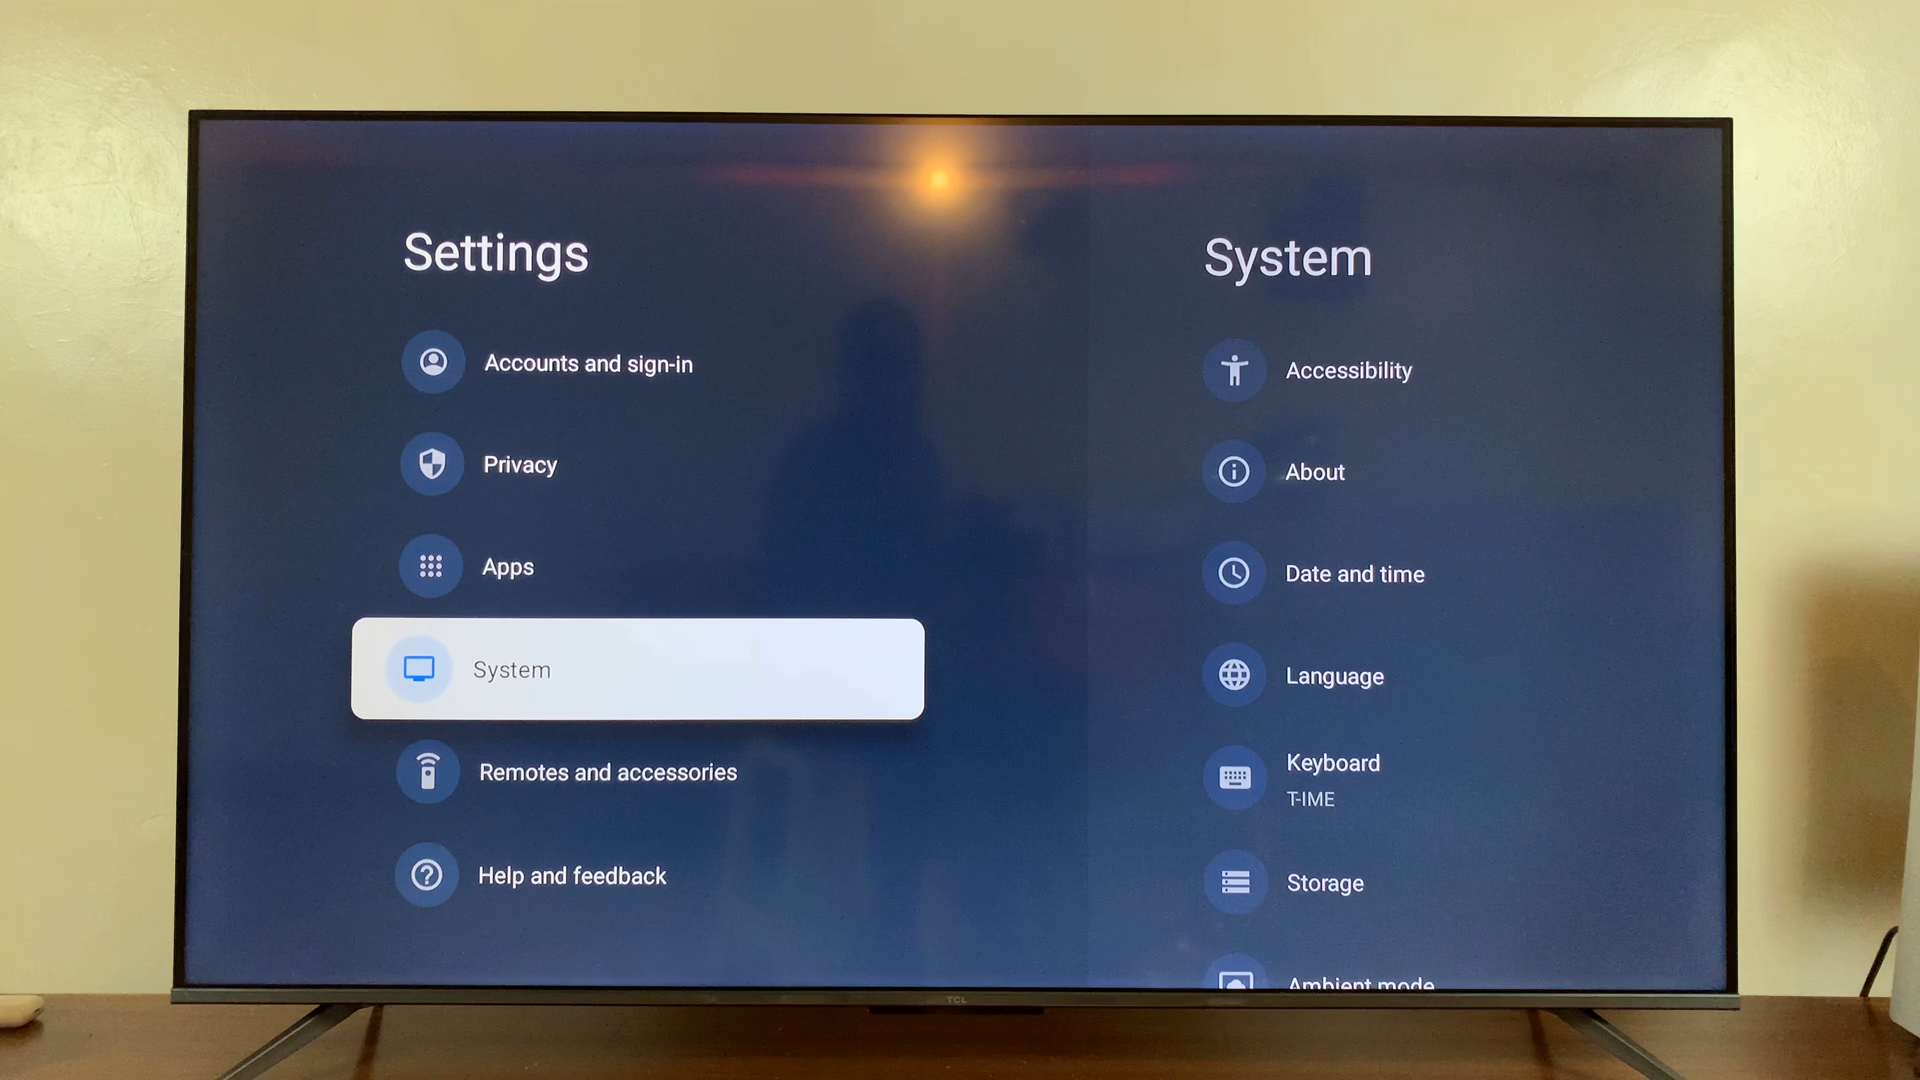 Settings
Accounts and sign-in
Privacy
Apps
System
Remotes and accessories
Help and feedback
System
Accessibility
About
Date and time
Language
Keyboard
T-IME
Storage
Ambient mode
TCL